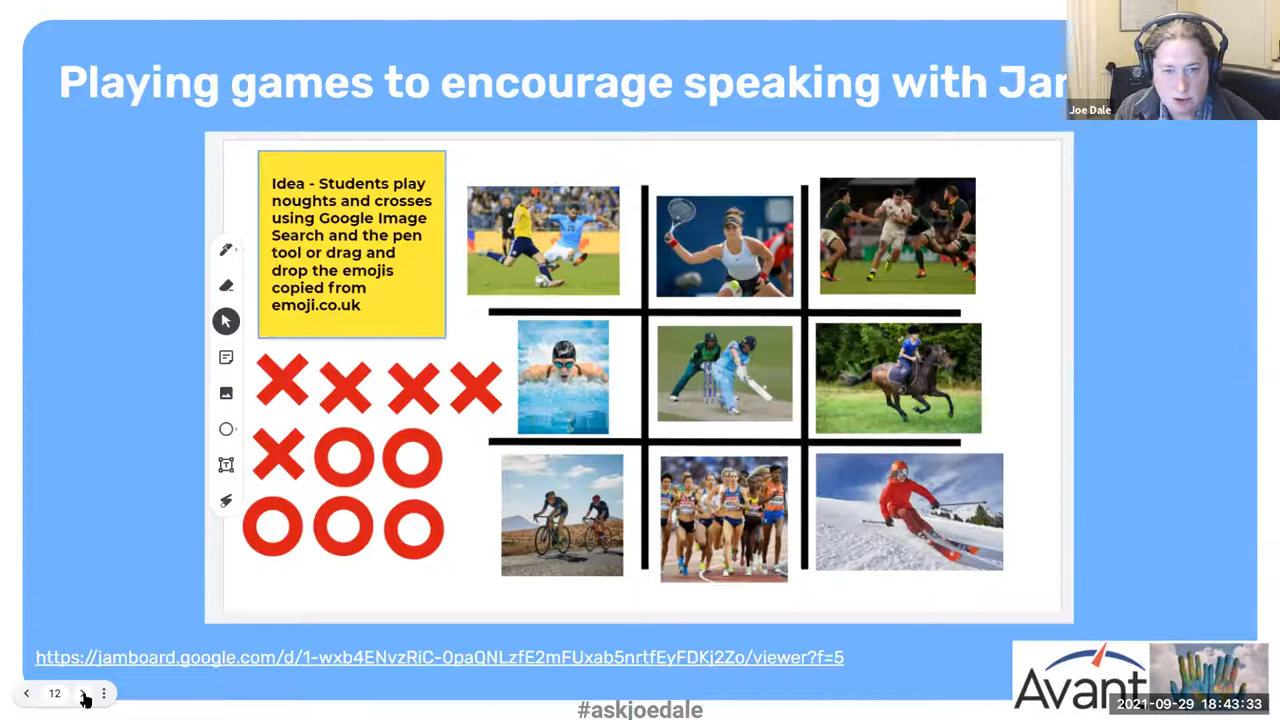 Playing games to encourage speaking with Jam
Joe Dale
Idea - Students play
noughts and crosses
using Google Image
Search and the pen
tool or drag and
drop the emojis
copied from
emoji.co.uk
https://jamboard.google.com/d/1-wxb4ENvzRiC-0paQNLzfE2mFUxab5nrtfEyFDKj2Zo/viewer?f=5
12
Avant
2021-09-29 18:43:33
#askjoedale